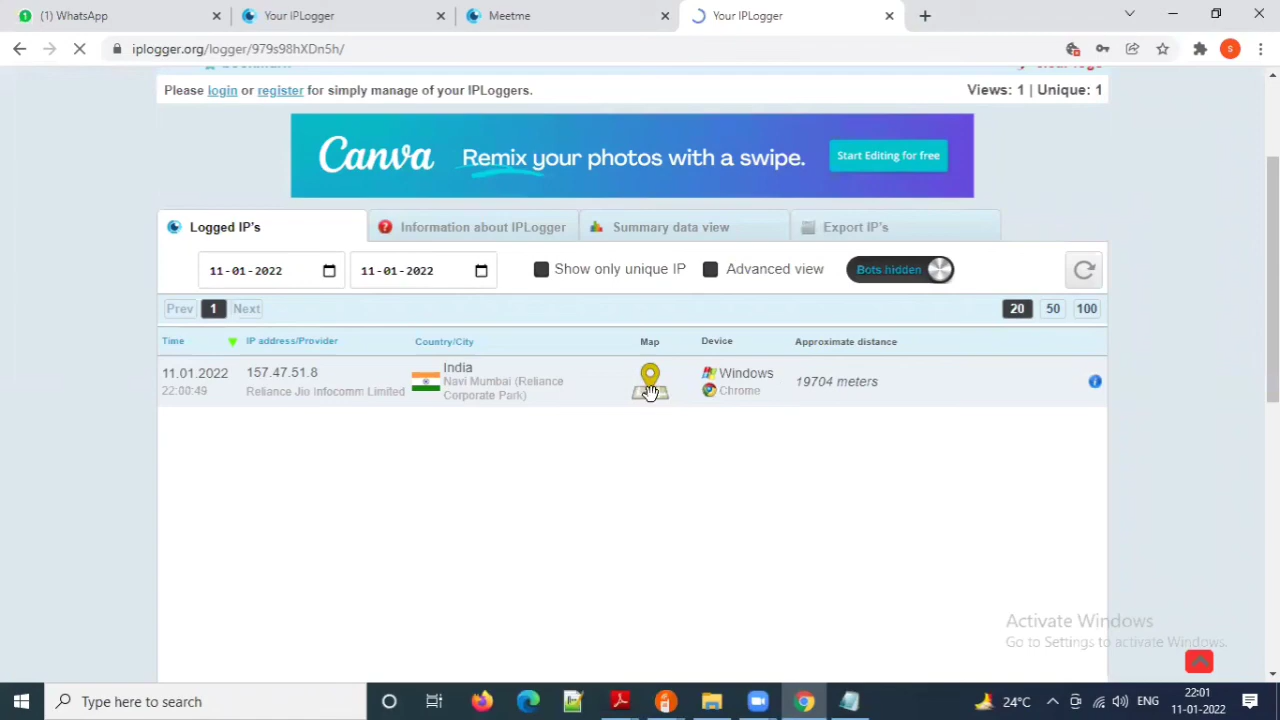 (1) WhatsApp
Your IPLogger
Meetme
Your IPLogger
iplogger.org/logger/979s98hXDn5h/
S
Please login or register for simply manage of your IPLoggers.
Views: 1 | Unique: 1
Canva
Remix your photos with a swipe.
Start Editing for free
Logged IP's
Information about IPLogger
Summary data view
Export IP's
11-01-2022
11-01-2022
Show only unique IP
Advanced view
Bots hidden
Prev 1 Next
20 50 100
Time
IP address/Provider
Country/City
Map
Device
Approximate distance
11.01.2022
22:00:49
157.47.51.8
Reliance Jio Infocomm Limited
India
Navi Mumbai (Reliance
Corporate Park)
Windows
Chrome
19704 meters
Activate Windows
Go to Settings to activate Windows.
Type here to search
24°C
ENG
22:01
11-01-2022